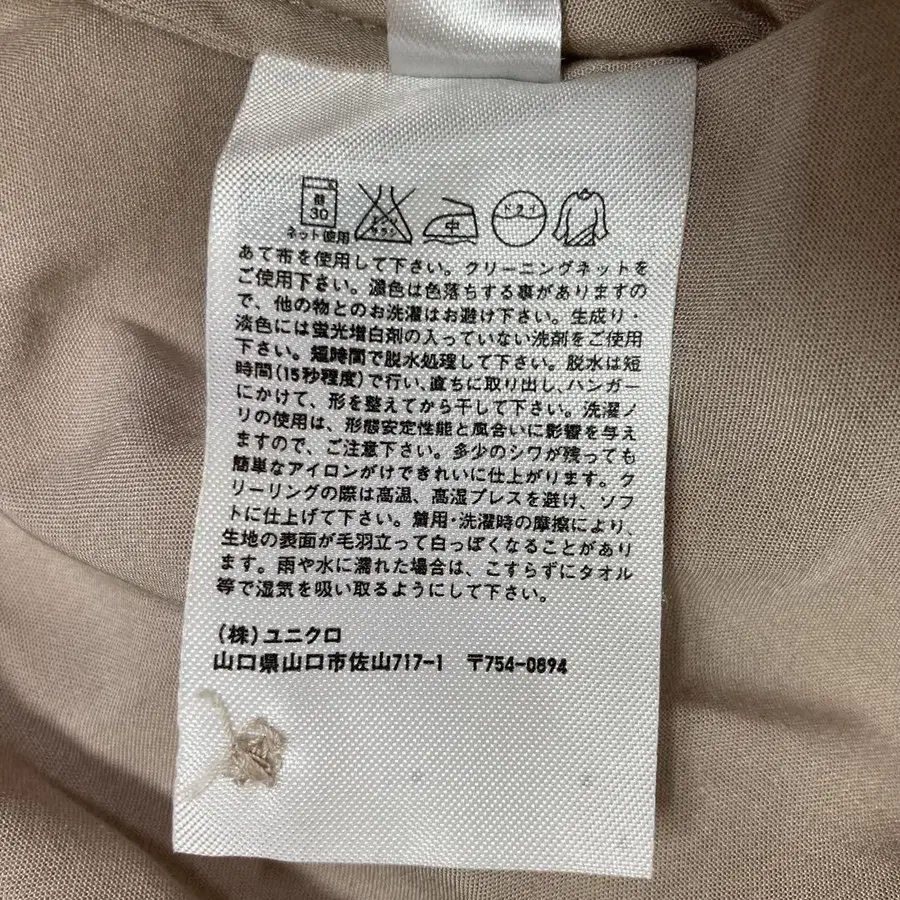 弱
30
ネット使用
エンソ
サラシ
中
ドライ
あて布を使用して下さい。クリーニングネットを
ご使用下さい。濃色は色落ちする事がありますの
で、他の物とのお洗濯はお避け下さい。生成り・
淡色には蛍光増白剤の入っていない洗剤をご使用
下さい。短時間で脱水処理して下さい。脱水は短
時間(15秒程度)で行い、直ちに取り出し、ハンガー
にかけて、形を整えてから干して下さい。洗濯ノ
リの使用は、形態安定性能と風合いに影響を与え
ますので、ご注意下さい。多少のシワが残っても
簡単なアイロンがけできれいに仕上がります。ク
リーリングの際は高温、高湿プレスを避け、ソフ
トに仕上げて下さい。着用・洗濯時の摩擦により、
生地の表面が毛羽立って白っぽくなることがあり
ます。雨や水に濡れた場合は、こすらずにタオル
等で湿気を吸い取るようにして下さい。
(株)ユニクロ
山口県山口市佐山717-1 〒754-0894